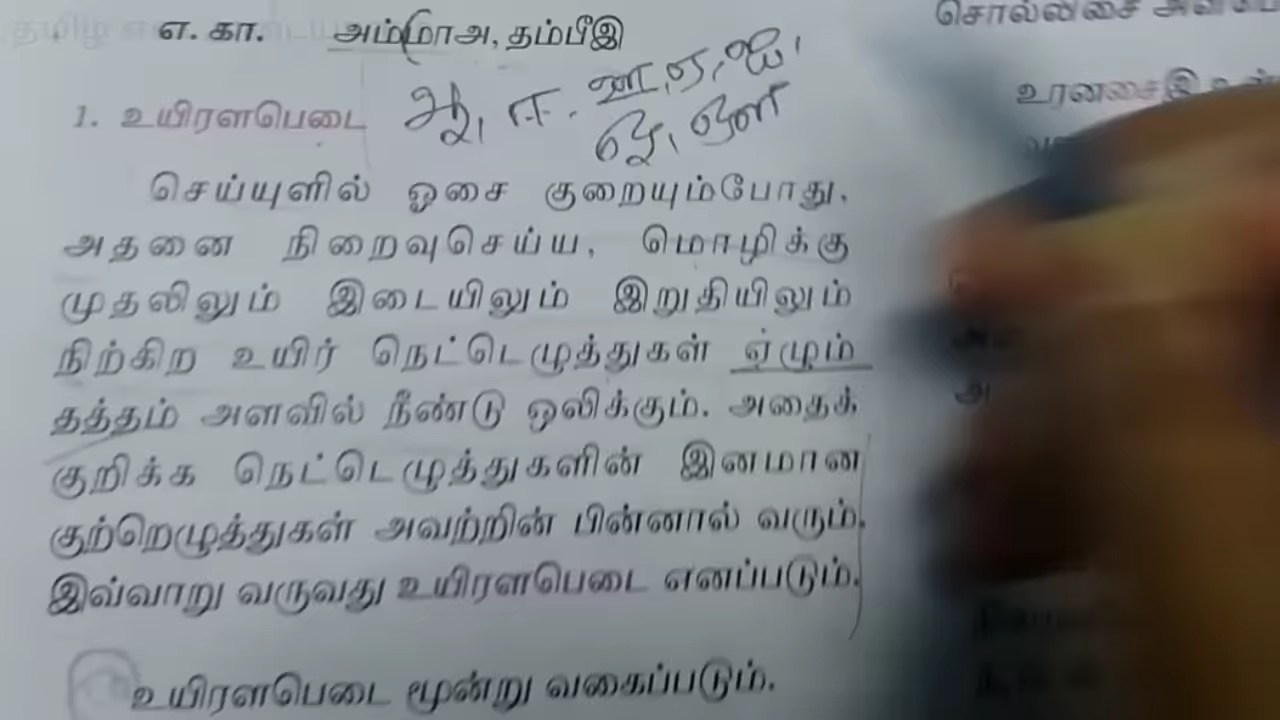 எ. கா. அம்மாஅ, தம்பீஇ
ஆ, ஈ. ஊ, ஏ, ஐ,
ஓ, ஔ
1. உயிரளபெடை
செய்யுளில் ஓசை குறையும்போது,
அதனை நிறைவுசெய்ய, மொழிக்கு
முதலிலும் இடையிலும் இறுதியிலும்
நிற்கிற உயிர் நெட்டெழுத்துகள் ஏழும்
தத்தம் அளவில் நீண்டு ஒலிக்கும். அதைக்
குறிக்க நெட்டெழுத்துகளின் இனமான
குற்றெழுத்துகள் அவற்றின் பின்னால் வரும்.
இவ்வாறு வருவது உயிரளபெடை எனப்படும்.
உயிரளபெடை மூன்று வகைப்படும்.
சொல்லிசை
உரனசைஇ